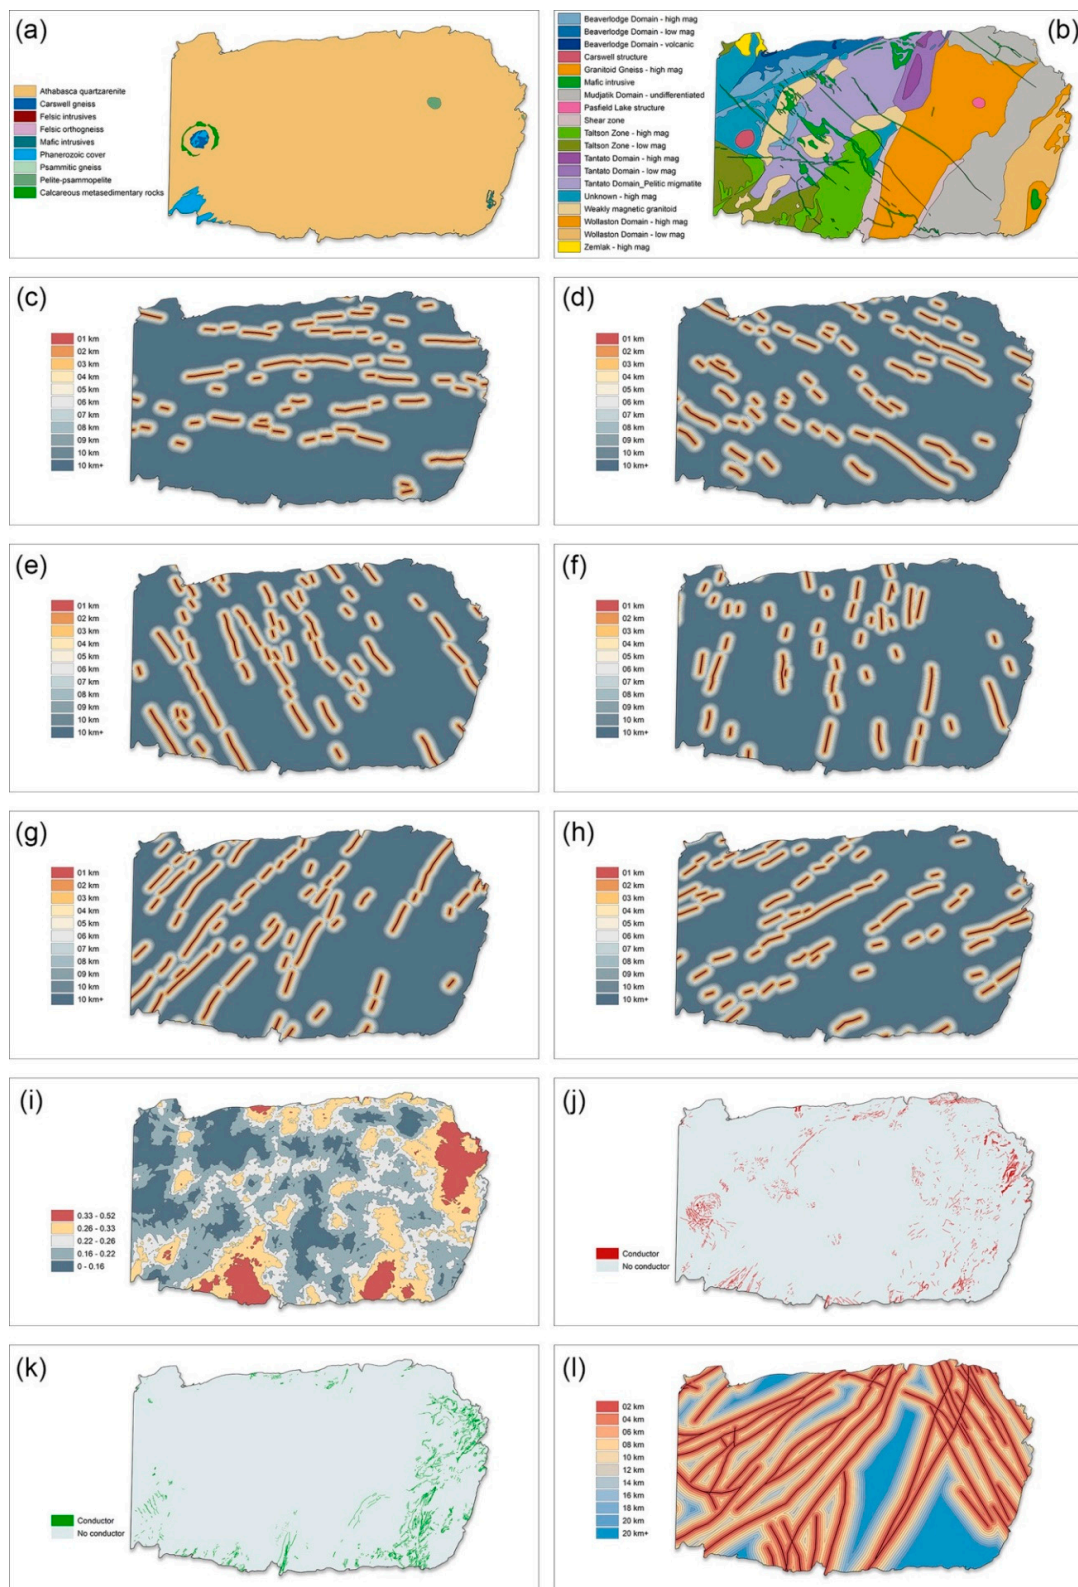 (a)
Athabasca quartzarenite
Carswell gneiss
Felsic intrusives
Felsic orthogneiss
Mafic intrusives
Phanerozoic cover
Psammitic gneiss
Pelite-psammopelite
Calcareous metasedimentary rocks
(b)
Beaverlodge Domain - high mag
Beaverlodge Domain - low mag
Beaverlodge Domain - volcanic
Carswell structure
Granitoid Gneiss - high mag
Mafic intrusive
Mudjatik Domain - undifferentiated
Pasfield Lake structure
Shear zone
Taltson Zone - high mag
Taltson Zone - low mag
Tantato Domain - high mag
Tantato Domain - low mag
Tantato Domain_Pelitic migmatite
Unknown - high mag
Weakly magnetic granitoid
Wollaston Domain - high mag
Wollaston Domain - low mag
Zemlak - high mag
(c)
01 km
02 km
03 km
04 km
05 km
06 km
07 km
08 km
09 km
10 km
10 km+
(d)
01 km
02 km
03 km
04 km
05 km
06 km
07 km
08 km
09 km
10 km
10 km+
(e)
01 km
02 km
03 km
04 km
05 km
06 km
07 km
08 km
09 km
10 km
10 km+
(f)
01 km
02 km
03 km
04 km
05 km
06 km
07 km
08 km
09 km
10 km
10 km+
(g)
01 km
02 km
03 km
04 km
05 km
06 km
07 km
08 km
09 km
10 km
10 km+
(h)
01 km
02 km
03 km
04 km
05 km
06 km
07 km
08 km
09 km
10 km
10 km+
(i)
0.33 - 0.52
0.26 - 0.33
0.22 - 0.26
0.16 - 0.22
0 - 0.16
(j)
Conductor
No conductor
(k)
Conductor
No conductor
(l)
02 km
04 km
06 km
08 km
10 km
12 km
14 km
16 km
18 km
20 km
20 km+